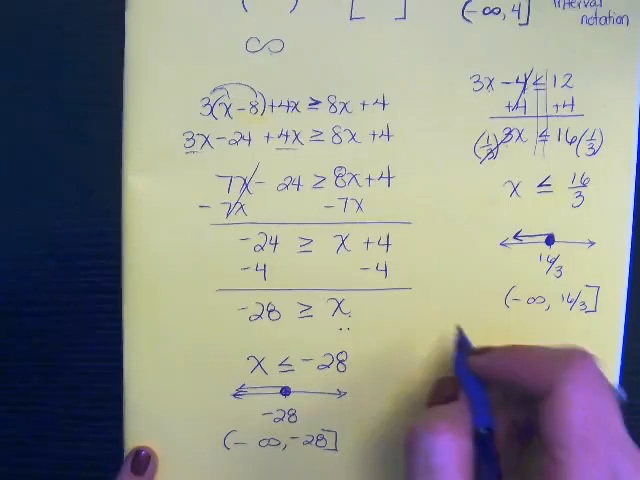 ( ) [ ] (-∞, 4] interval notation
∞
3(x-8)+4x ≥ 8x+4
3x-24+4x ≥ 8x+4
7x-24 ≥ 8x+4
-7x -7x
-24 ≥ x+4
-4 -4
-28 ≥ x
x ≤ -28
-28
(-∞, -28]
3x-4 ≤ 12
+4 +4
(1/3) 3x ≤ 16 (1/3)
x ≤ 16/3
16/3
(-∞, 16/3]